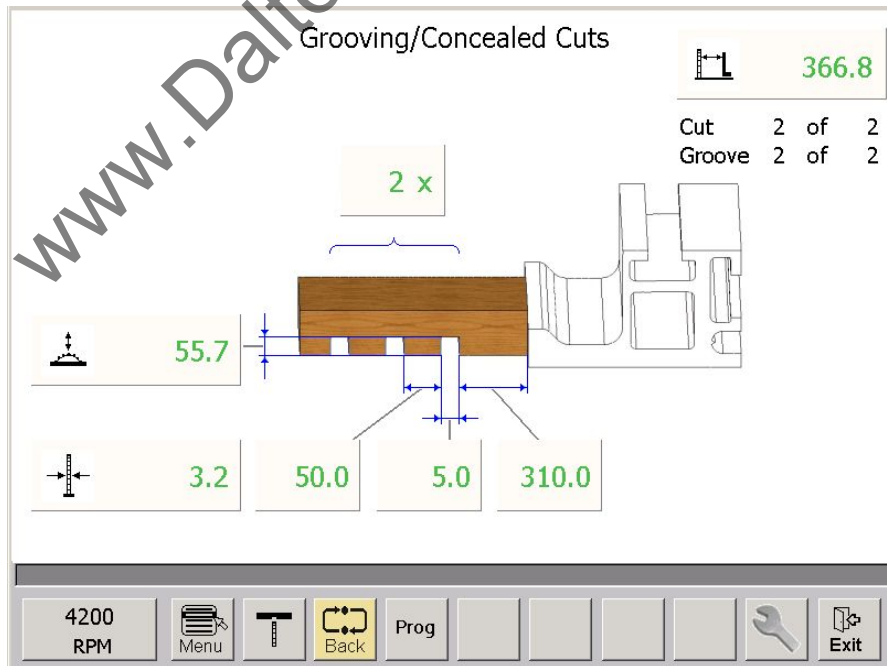 www.Dalto
Grooving/Concealed Cuts
366.8
Cut 2 of 2
Groove 2 of 2
2 x
55.7
3.2
50.0
5.0
310.0
4200
RPM
Menu
Back
Prog
Exit